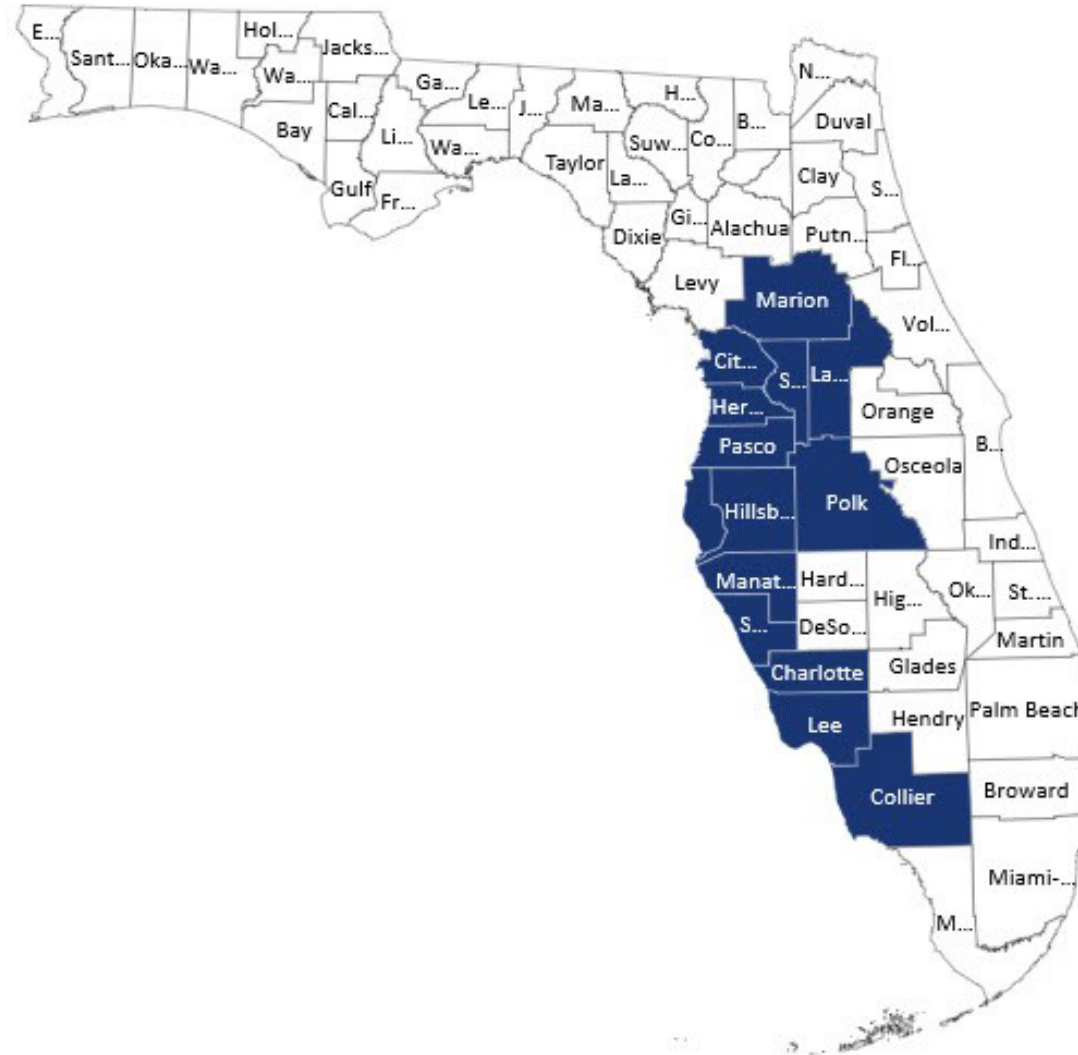 E...
Sant...
Oka...
Wa...
Hol...
Wa...
Jacks...
Bay
Cal...
Gulf
Ga...
Li...
Fr...
Le...
Wa...
J...
Ma...
Taylor
H...
Suw...
La...
Co...
B...
N...
Duval
Clay
S...
Gi...
Dixie
Alachua
Putn...
Fl...
Levy
Marion
Vol...
Cit...
S...
La...
Her...
Orange
Pasco
B...
Osceola
Hillsb...
Polk
Ind...
Manat...
Hard...
Hig...
Ok...
St. ...
S...
DeSo...
Martin
Charlotte
Glades
Lee
Hendry
Palm Beach
Collier
Broward
Miami-...
M...